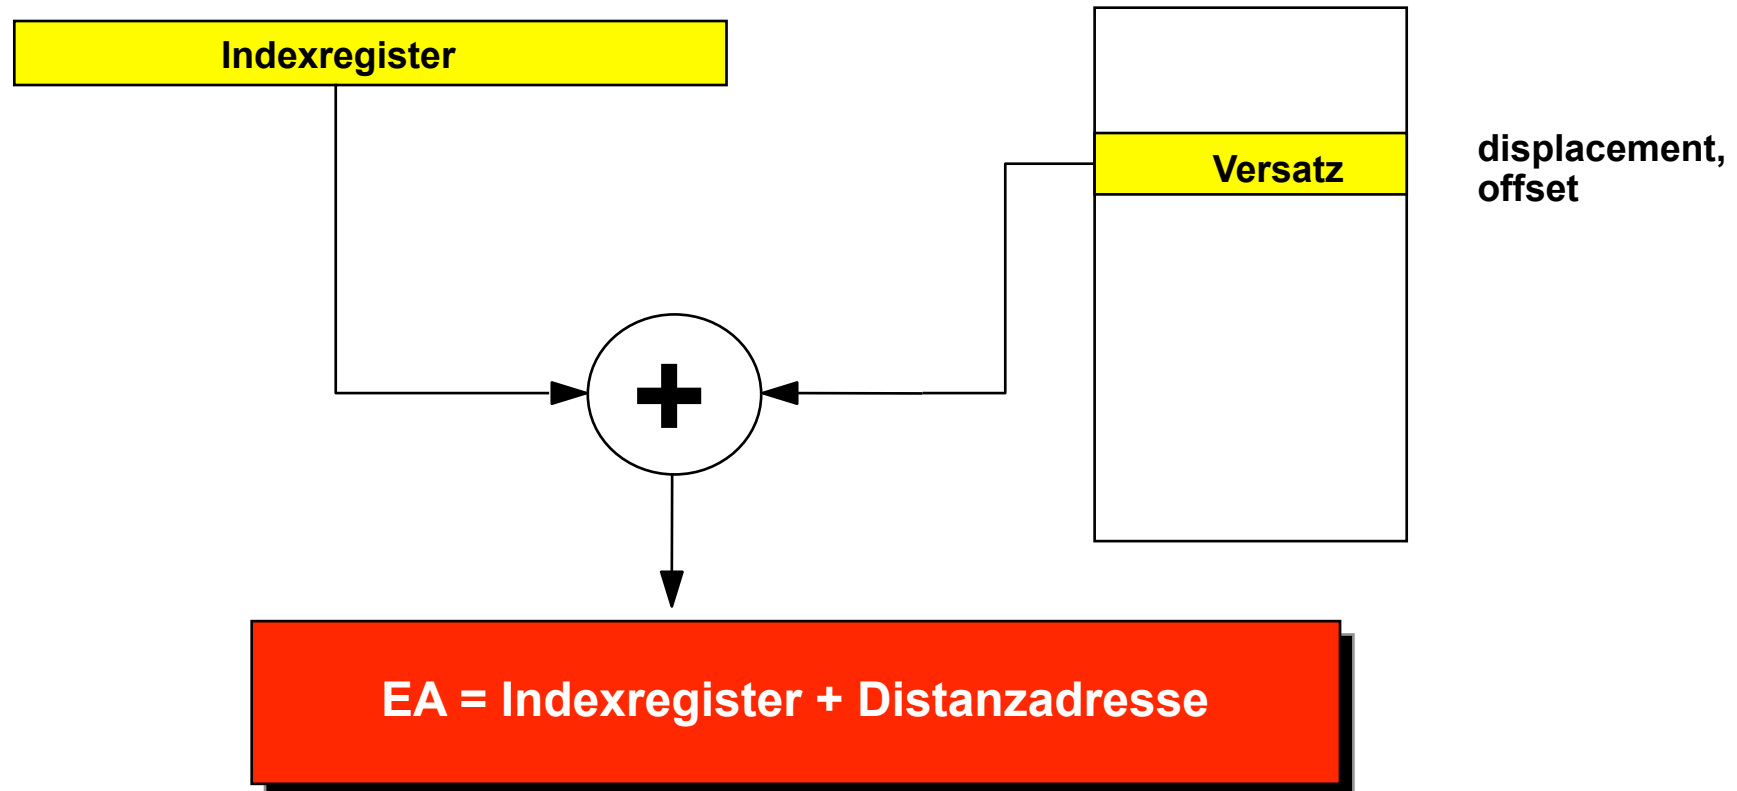 Indexregister
Versatz
displacement,
offset
+
EA = Indexregister + Distanzadresse